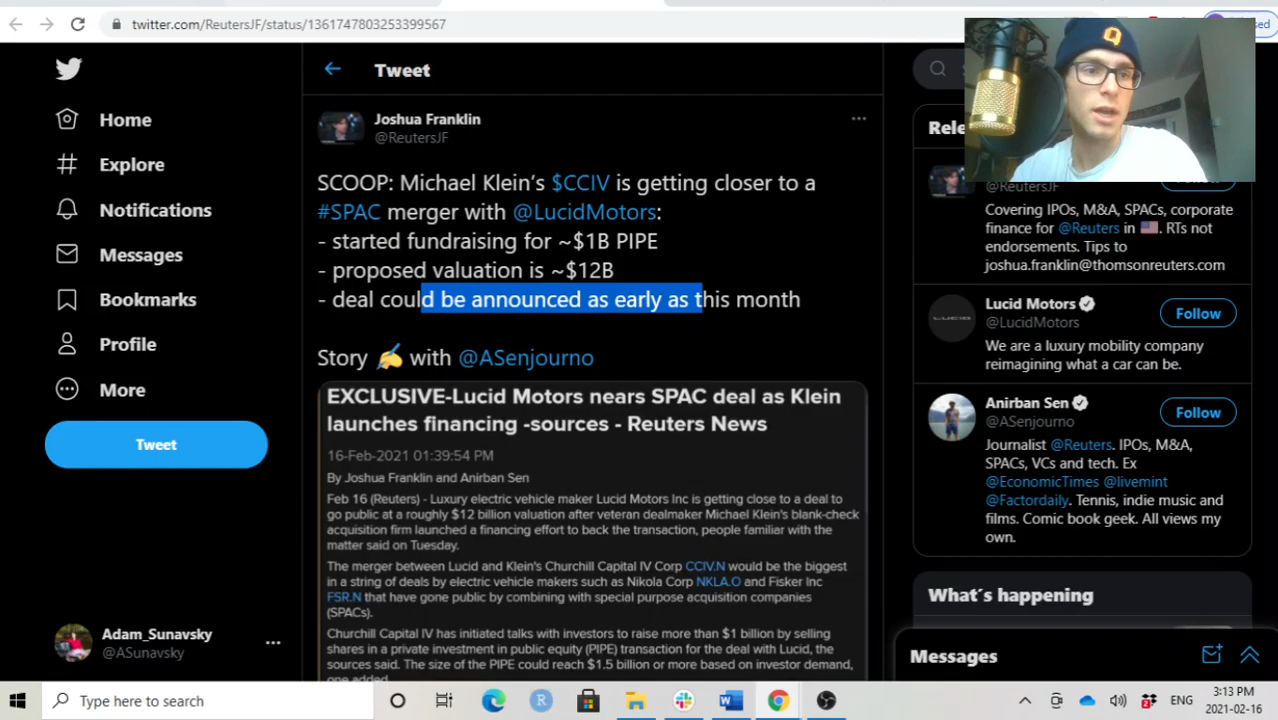 twitter.com/ReutersJF/status/1361747803253399567
Q
Home
Explore
Notifications
Messages
Bookmarks
Profile
More
Tweet
Adam_Sunavsky
@ASunavsky
Tweet
Joshua Franklin
@ReutersJF
SCOOP: Michael Klein's $CCIV is getting closer to a
#SPAC merger with @LucidMotors:
- started fundraising for ~$1B PIPE
- proposed valuation is ~$12B
- deal could be announced as early as this month
Story ✍️ with @ASenjourno
EXCLUSIVE-Lucid Motors nears SPAC deal as Klein
launches financing -sources - Reuters News
16-Feb-2021 01:39:54 PM
By Joshua Franklin and Anirban Sen
Feb 16 (Reuters) - Luxury electric vehicle maker Lucid Motors Inc is getting close to a deal to
go public at a roughly $12 billion valuation after veteran dealmaker Michael Klein's blank-check
acquisition firm launched a financing effort to back the transaction, people familiar with the
matter said on Tuesday.
The merger between Lucid and Klein's Churchill Capital IV Corp CCIV.N would be the biggest
in a string of deals by electric vehicle makers such as Nikola Corp NKLA.O and Fisker Inc
FSR.N that have gone public by combining with special purpose acquisition companies
(SPACs).
Churchill Capital IV has initiated talks with investors to raise more than $1 billion by selling
shares in a private investment in public equity (PIPE) transaction for the deal with Lucid, the
sources said. The size of the PIPE could reach $1.5 billion or more based on investor demand,
one added.
Rele
@ReutersJF
Covering IPOs, M&A, SPACs, corporate
finance for @Reuters in 🇺🇸. RTs not
endorsements. Tips to
joshua.franklin@thomsonreuters.com
Lucid Motors
@LucidMotors
Follow
We are a luxury mobility company
reimagining what a car can be.
Anirban Sen
@ASenjourno
Follow
Journalist @Reuters. IPOs, M&A,
SPACs, VCs and tech. Ex
@EconomicTimes @livemint
@Factordaily. Tennis, indie music and
films. Comic book geek. All views my
own.
What's happening
Messages
Type here to search
ENG
3:13 PM
2021-02-16